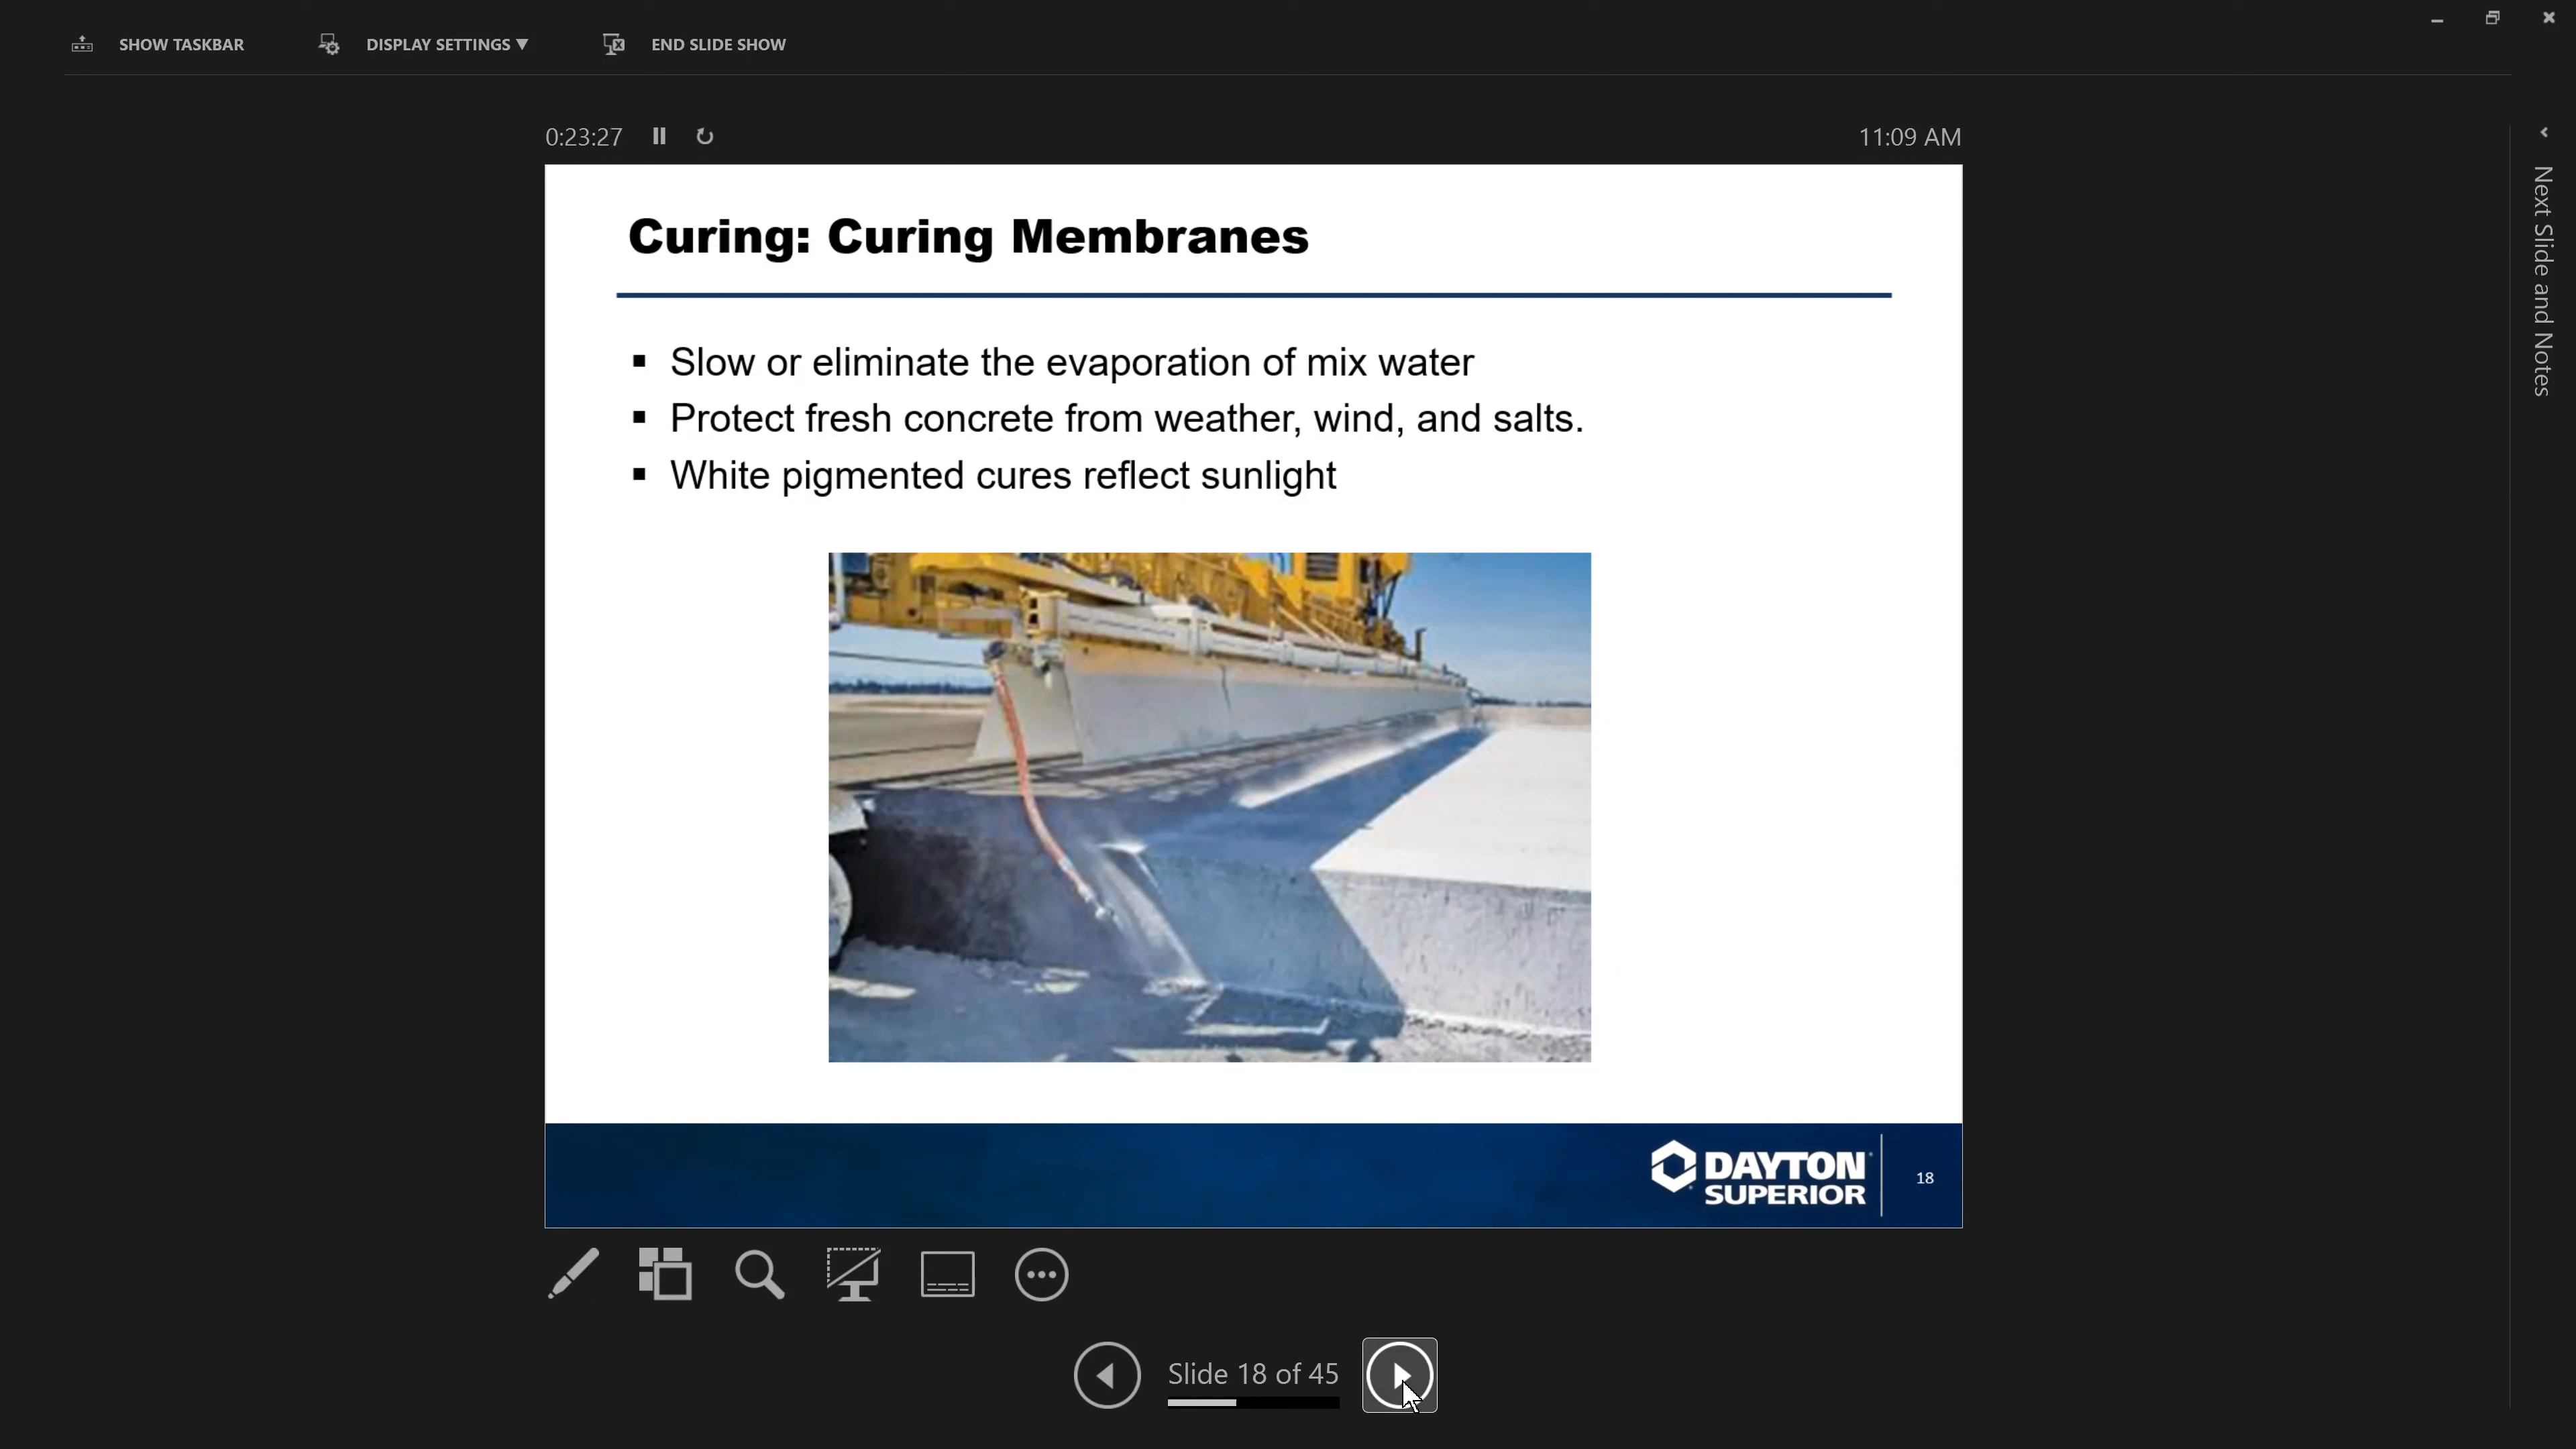 SHOW TASKBAR
DISPLAY SETTINGS ▼
END SLIDE SHOW
0:23:27
11:09 AM
Curing: Curing Membranes
▪ Slow or eliminate the evaporation of mix water
▪ Protect fresh concrete from weather, wind, and salts.
▪ White pigmented cures reflect sunlight
DAYTON
SUPERIOR
18
Slide 18 of 45
Next Slide and Notes